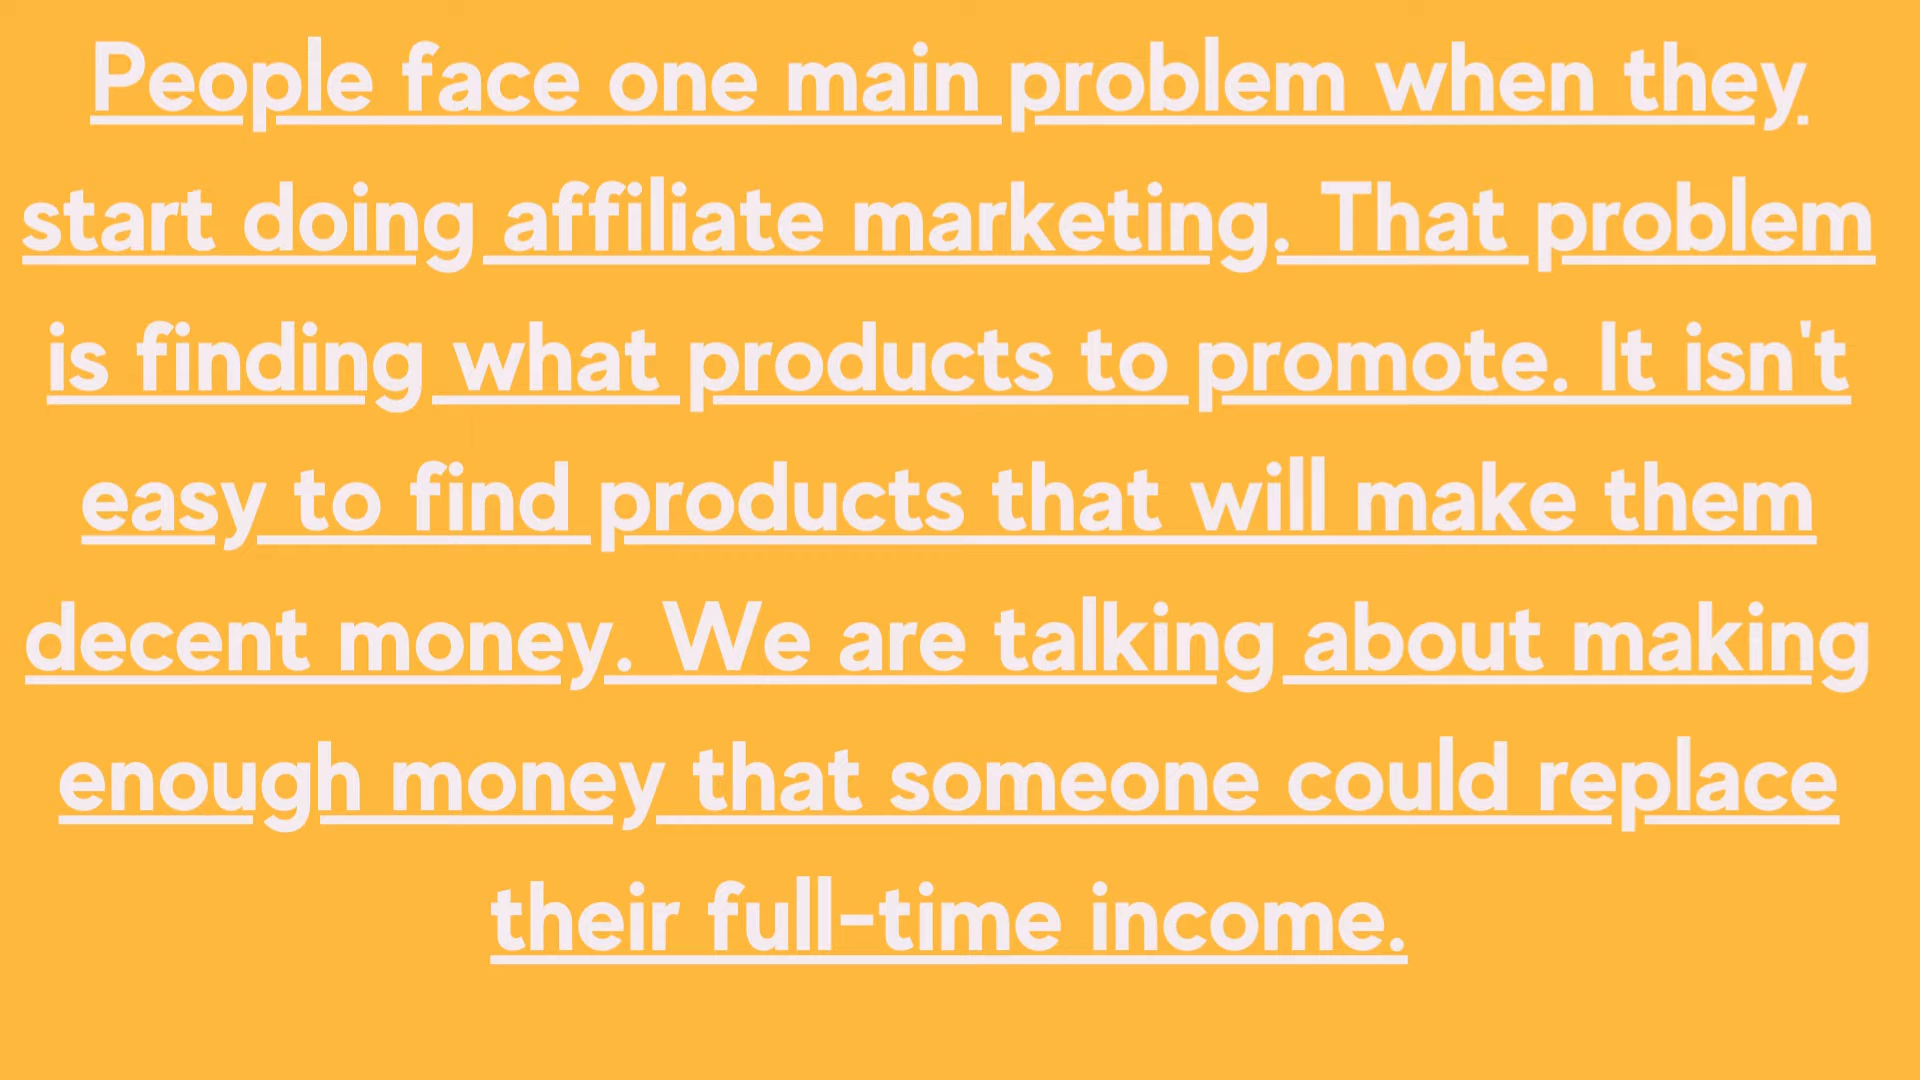 People face one main problem when they
start doing affiliate marketing. That problem
is finding what products to promote. It isn't
easy to find products that will make them
decent money. We are talking about making
enough money that someone could replace
their full-time income.